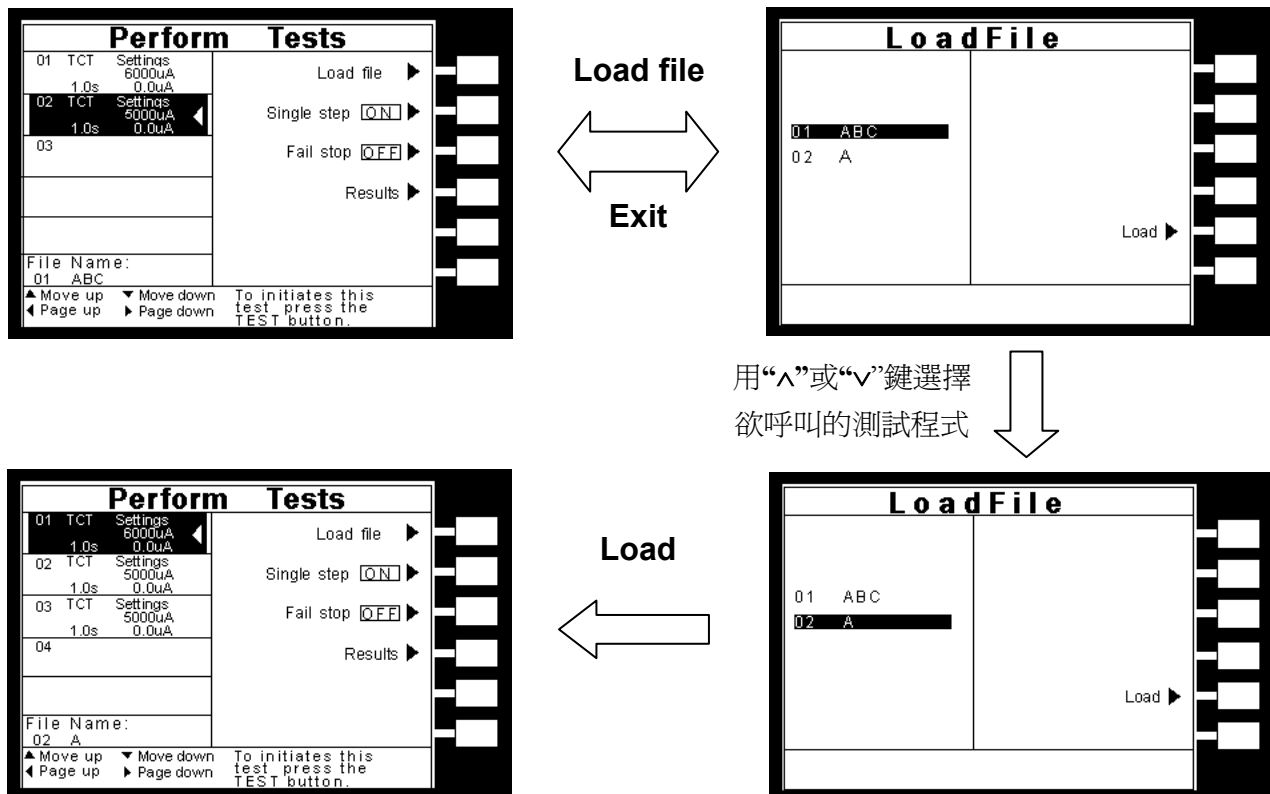 Perform Tests
01 TCT Settings
6000uA
1.0s 0.0uA
02 TCT Settings
5000uA
1.0s 0.0uA
03
File Name:
01 ABC
Load file
Single step ON
Fail stop OFF
Results
Move up Move down
Page up Page down
To initiates this
test press the
TEST button.
Load file
Exit
LoadFile
01 ABC
02 A
Load
用“∧”或“∨”鍵選擇
欲呼叫的測試程式
Perform Tests
01 TCT Settings
6000uA
1.0s 0.0uA
02 TCT Settings
5000uA
1.0s 0.0uA
03 TCT Settings
5000uA
1.0s 0.0uA
04
File Name:
02 A
Load file
Single step ON
Fail stop OFF
Results
Move up Move down
Page up Page down
To initiates this
test press the
TEST button.
Load
LoadFile
01 ABC
02 A
Load